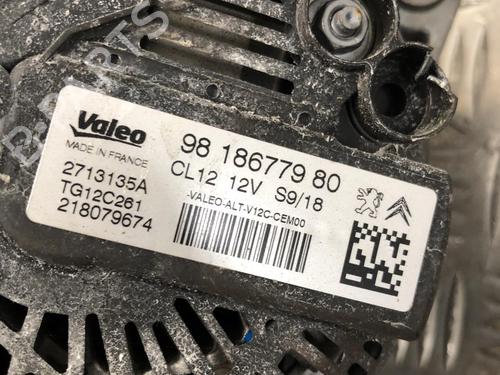 Valeo
MADE IN FRANCE
2713135A
TG12C261
218079674
98 186779 80
CL12 12V S9/18
-VALEO-ALT-V12C-CEM00